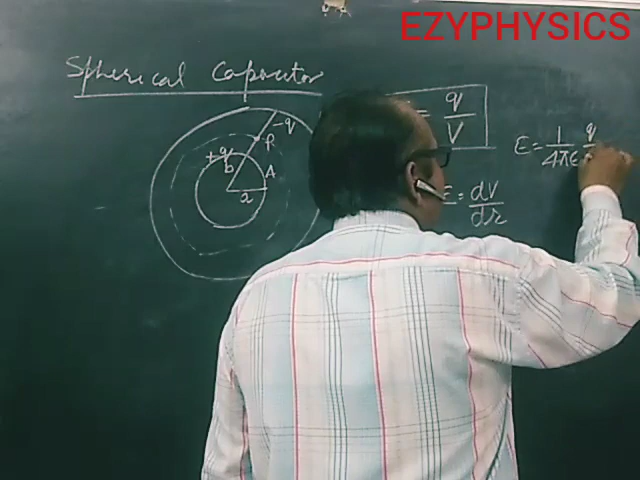 EZYPHYSICS
Spherical Capacitor
= q/V
E = 1/4πε q
= dV/dr
-q
P
+q
b
A
a